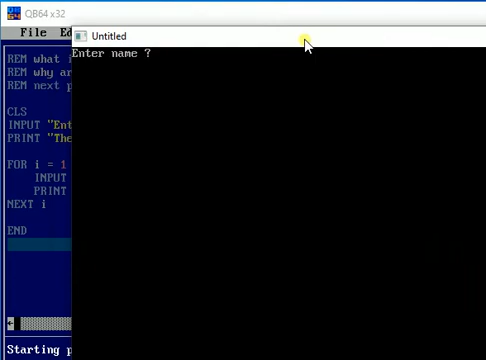 QB64 x32
File Ed
Untitled
Enter name ?
REM what i
REM why ar
REM next p
CLS
INPUT "Ent
PRINT "The
FOR i = 1
INPUT
PRINT
NEXT i
END
Starting p